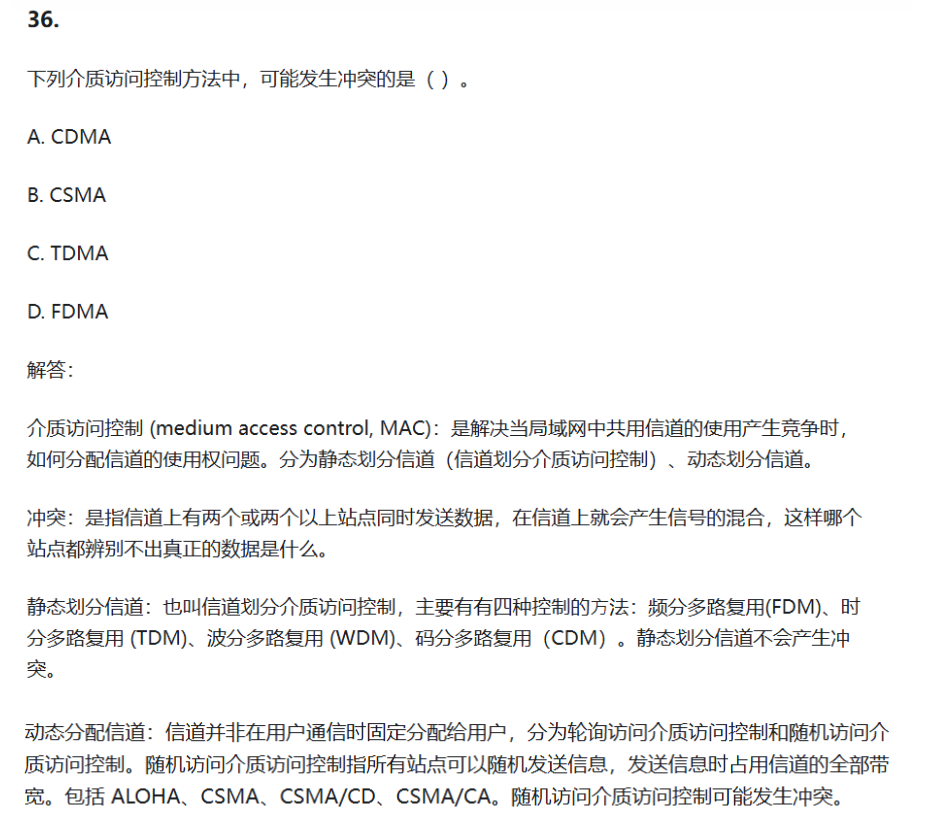 36.
下列介质访问控制方法中，可能发生冲突的是（ ）。
A. CDMA
B. CSMA
C. TDMA
D. FDMA
解答：
介质访问控制 (medium access control, MAC)：是解决当局域网中共用信道的使用产生竞争时，
如何分配信道的使用权问题。分为静态划分信道（信道划分介质访问控制）、动态划分信道。
冲突：是指信道上有两个或两个以上站点同时发送数据，在信道上就会产生信号的混合，这样哪个
站点都辨别不出真正的数据是什么。
静态划分信道：也叫信道划分介质访问控制，主要有有四种控制的方法：频分多路复用(FDM)、时
分多路复用 (TDM)、波分多路复用 (WDM)、码分多路复用（CDM）。静态划分信道不会产生冲
突。
动态分配信道：信道并非在用户通信时固定分配给用户，分为轮询访问介质访问控制和随机访问介
质访问控制。随机访问介质访问控制指所有站点可以随机发送信息，发送信息时占用信道的全部带
宽。包括 ALOHA、CSMA、CSMA/CD、CSMA/CA。随机访问介质访问控制可能发生冲突。